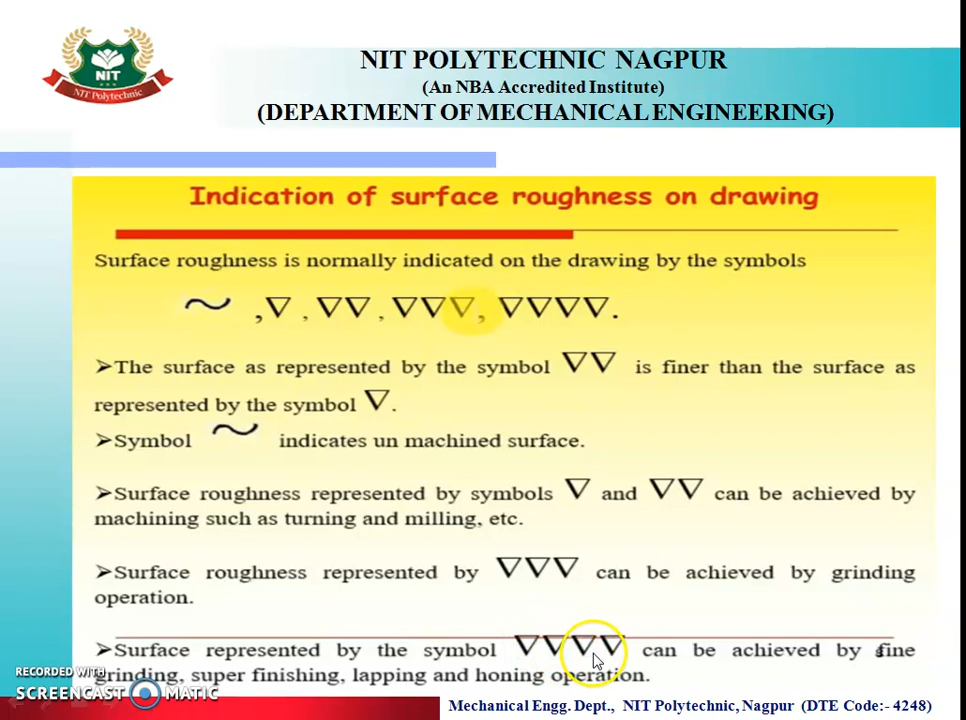 NIT POLYTECHNIC NAGPUR
(An NBA Accredited Institute)
(DEPARTMENT OF MECHANICAL ENGINEERING)
NIT
NIT Polytechnic
Indication of surface roughness on drawing
Surface roughness is normally indicated on the drawing by the symbols
~ ,∇ , ∇∇ , ∇∇∇, ∇∇∇∇.
➢The surface as represented by the symbol ∇∇ is finer than the surface as
represented by the symbol ∇.
➢Symbol ~ indicates un machined surface.
➢Surface roughness represented by symbols ∇ and ∇∇ can be achieved by
machining such as turning and milling, etc.
➢Surface roughness represented by ∇∇∇ can be achieved by grinding
operation.
➢Surface represented by the symbol ∇∇∇∇ can be achieved by fine
grinding, super finishing, lapping and honing operation.
RECORDED WITH
SCREENCAST MATIC
Mechanical Engg. Dept., NIT Polytechnic, Nagpur (DTE Code:- 4248)